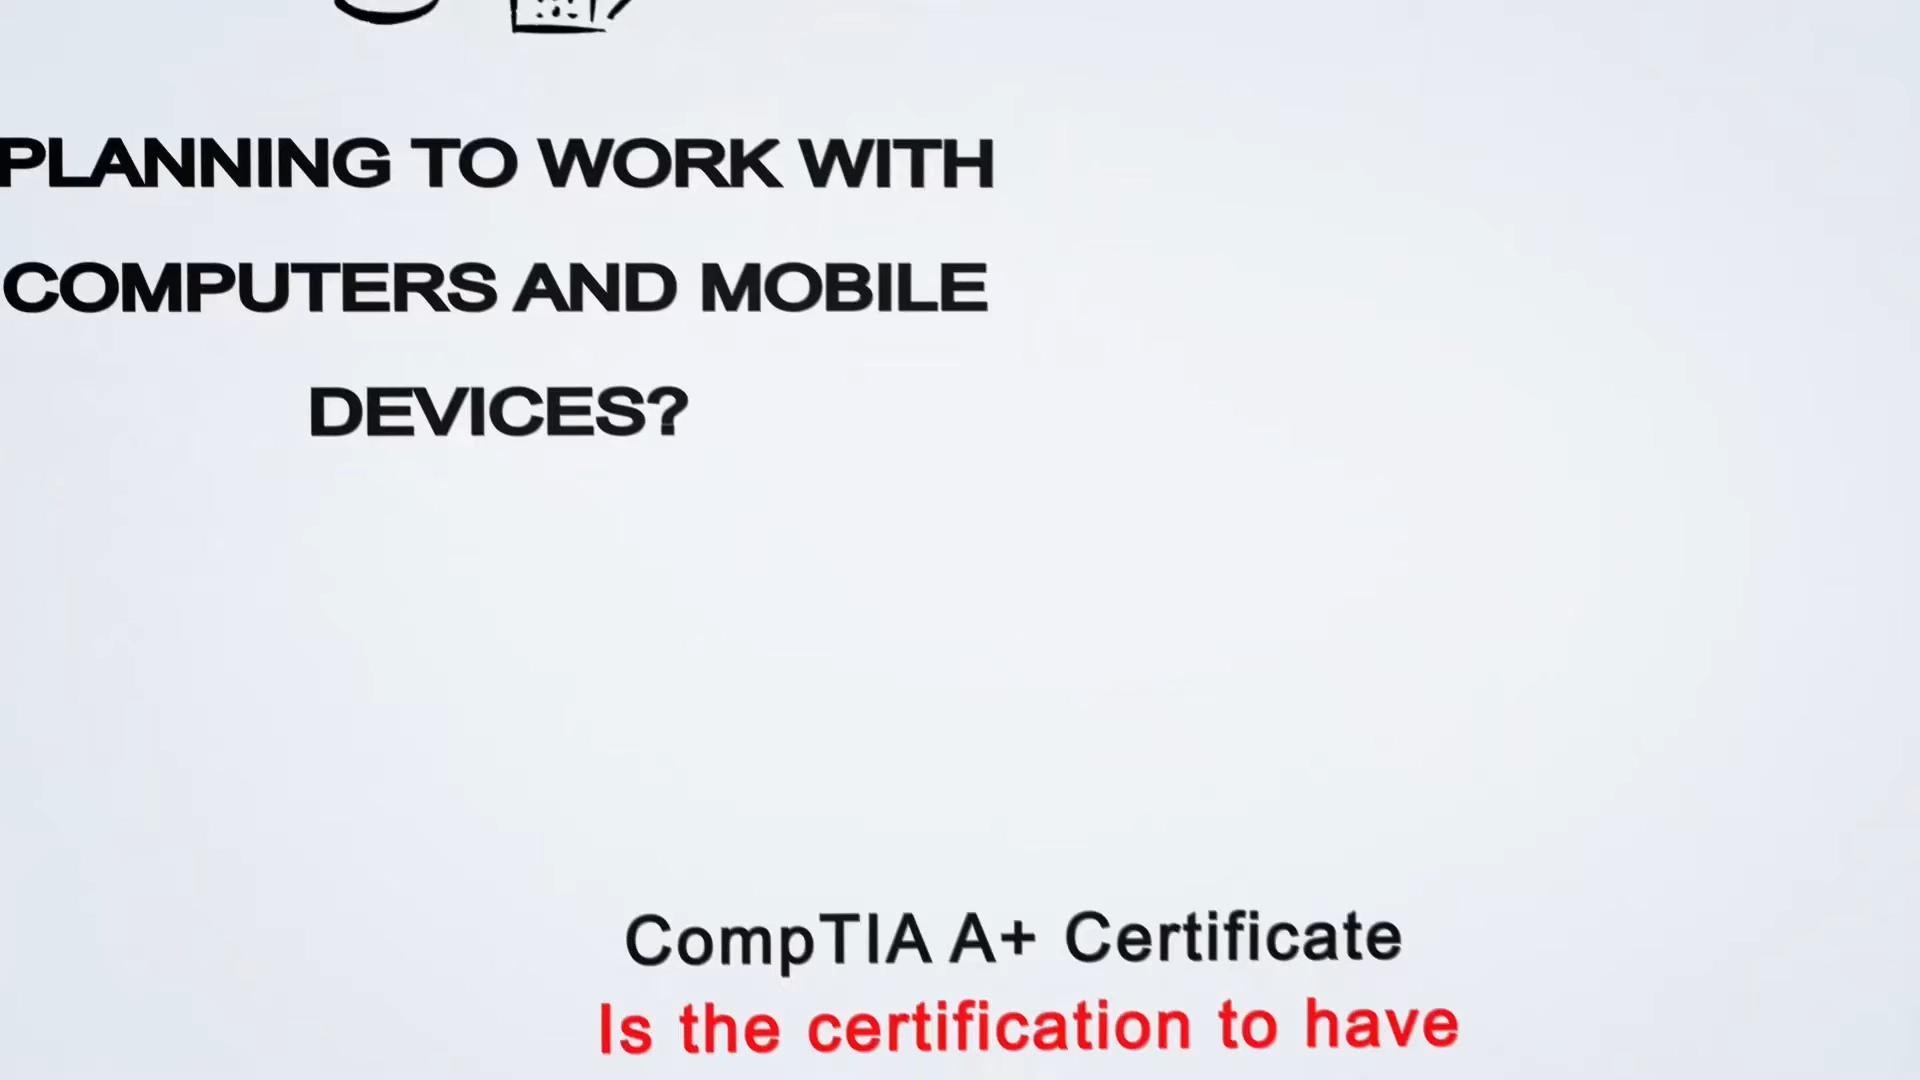 PLANNING TO WORK WITH
COMPUTERS AND MOBILE
DEVICES?
CompTIA A+ Certificate
Is the certification to have